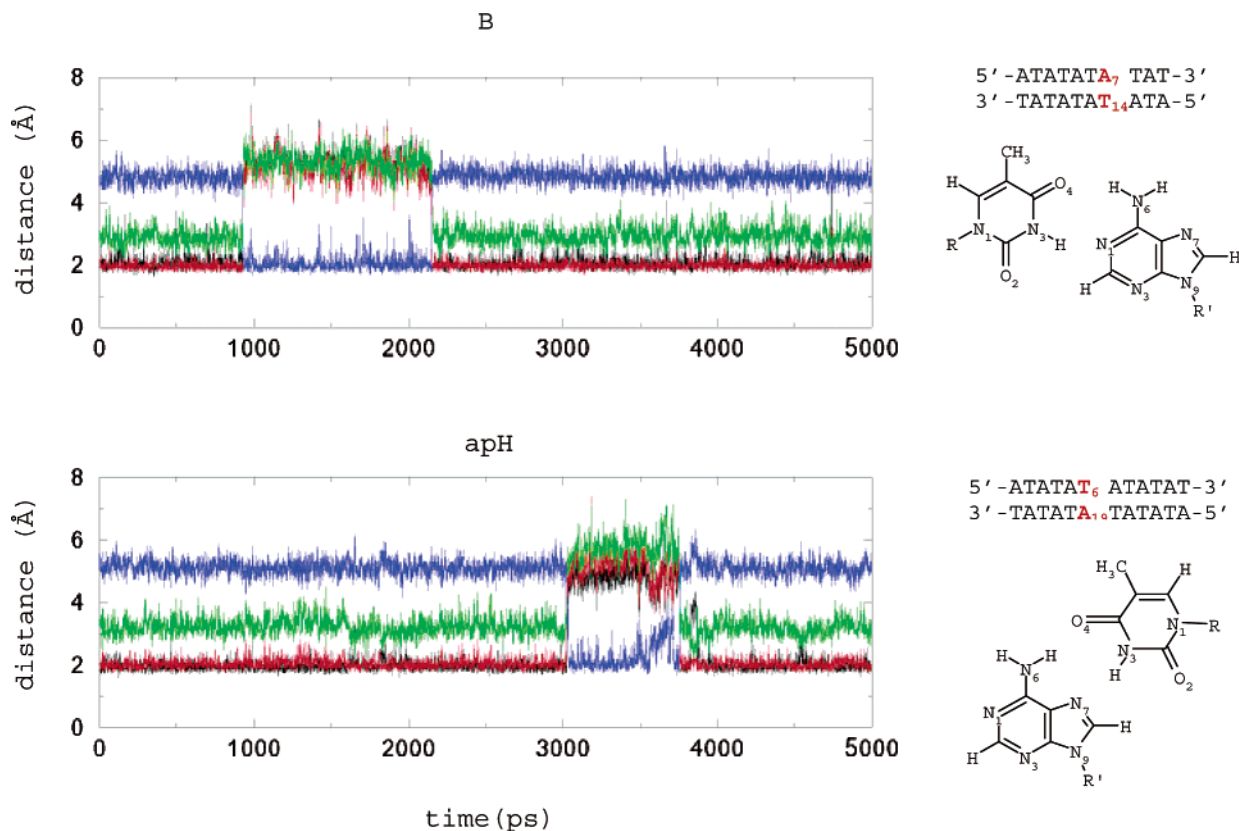 B
distance (Å)
8
6
4
2
0
0 1000 2000 3000 4000 5000
5′-ATATATA7 TAT-3′
3′-TATATAT14ATA-5′
CH3
H
O4
N1
N3-H
R
O2
H H
N6
N1
N7
H
H
N3
N9
R'
apH
distance (Å)
8
6
4
2
0
0 1000 2000 3000 4000 5000
time(ps)
5′-ATATAT6 ATATAT-3′
3′-TATATA19TATATA-5′
H3C
H
O4
N1
R
N3
H
O2
H H
N6
N1
N7
H
H
N3
N9
R'